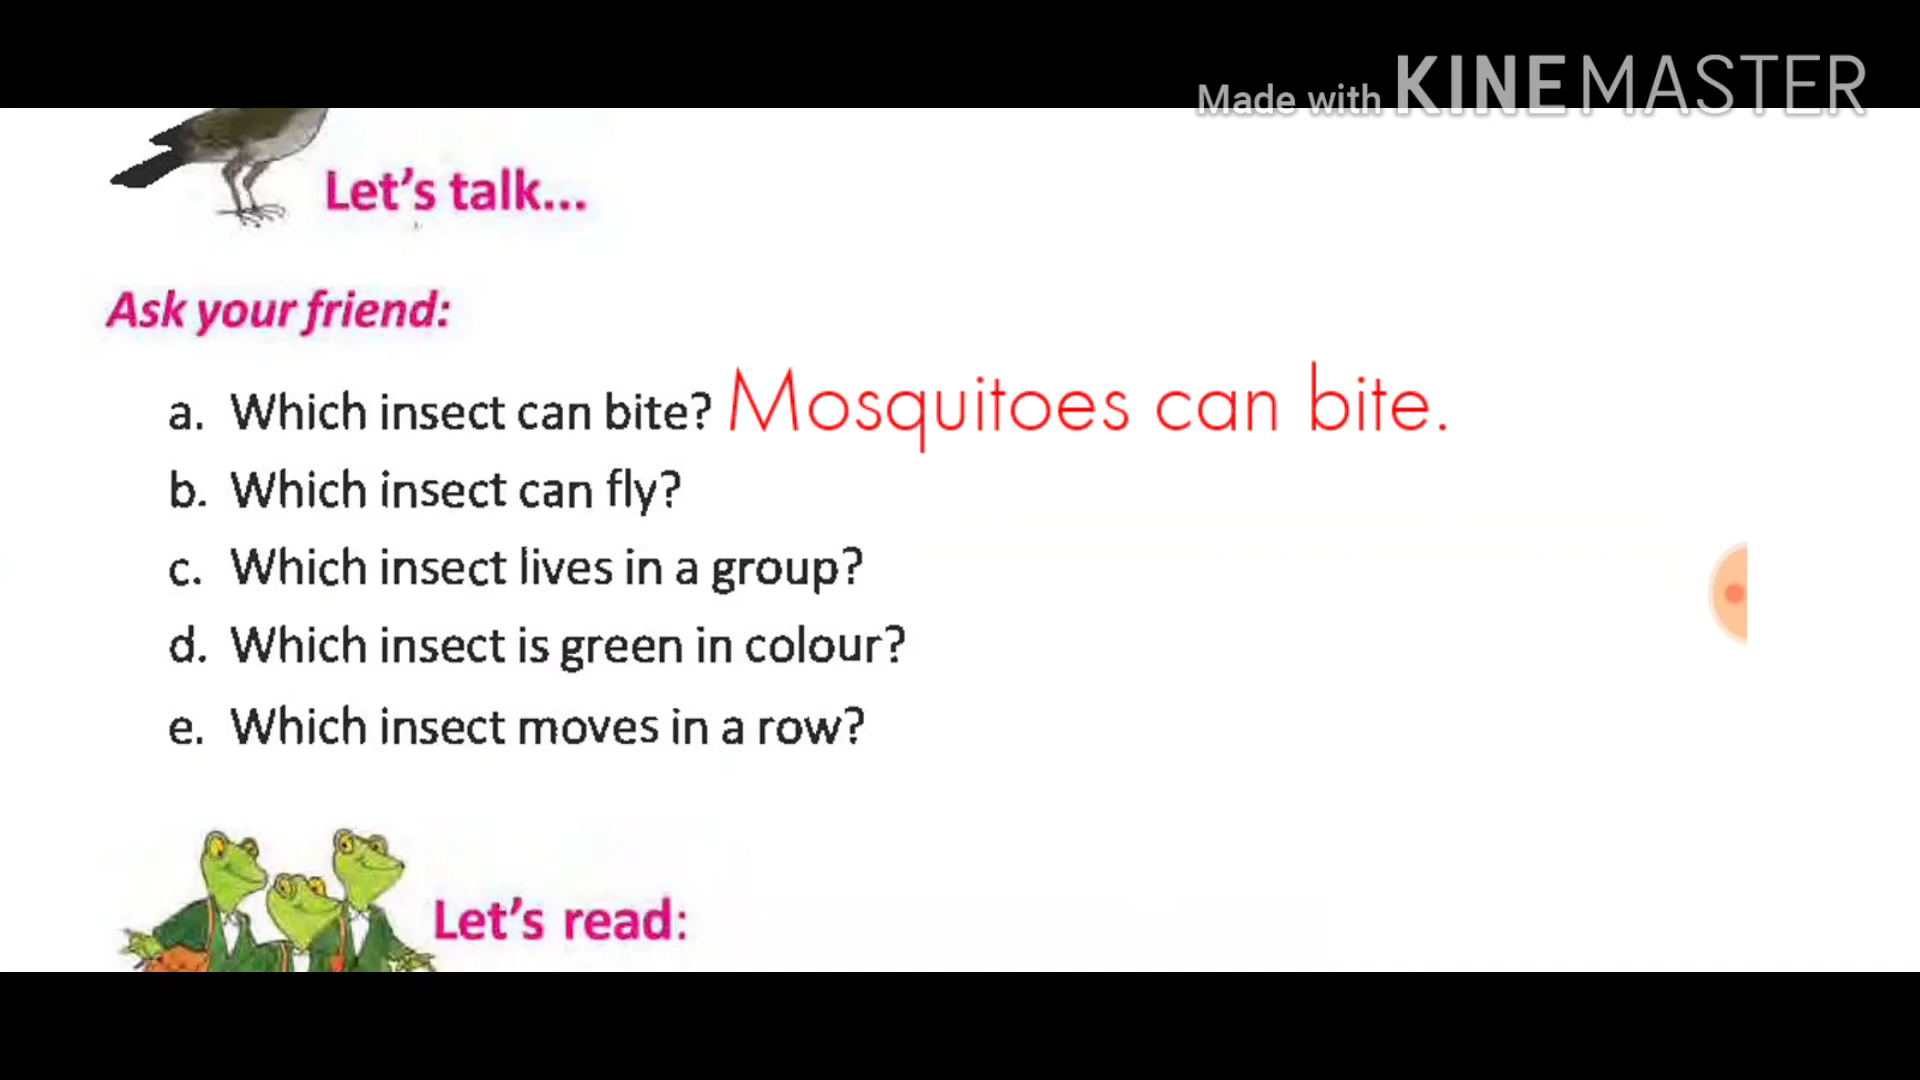 Made with KINEMASTER
Let's talk...
Ask your friend:
a. Which insect can bite? Mosquitoes can bite.
b. Which insect can fly?
c. Which insect lives in a group?
d. Which insect is green in colour?
e. Which insect moves in a row?
Let's read: